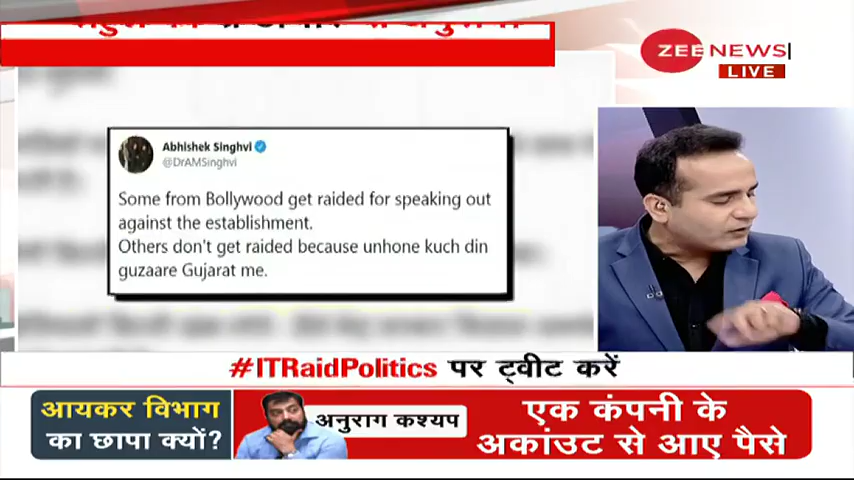 ZEE NEWS
LIVE
Abhishek Singhvi
@DrAMSinghvi
Some from Bollywood get raided for speaking out
against the establishment.
Others don't get raided because unhone kuch din
guzaare Gujarat me.
#ITRaidPolitics पर ट्वीट करें
आयकर विभाग
का छापा क्यों?
अनुराग कश्यप
एक कंपनी के
अकांउट से आए पैसे